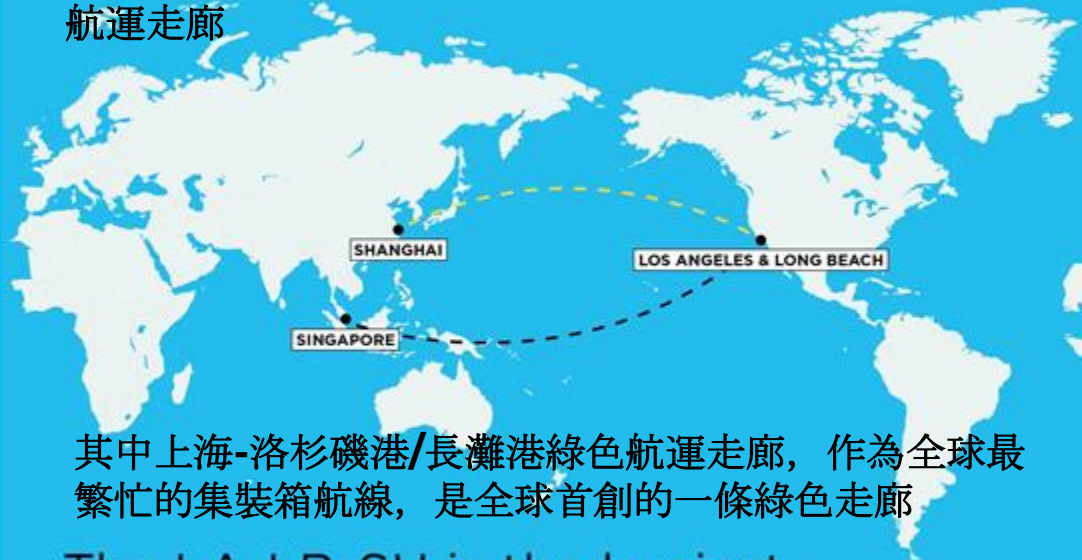 航運走廊
SHANGHAI
LOS ANGELES & LONG BEACH
SINGAPORE
其中上海-洛杉磯港/長灘港綠色航運走廊，作為全球最
繁忙的集裝箱航線，是全球首創的一條綠色走廊